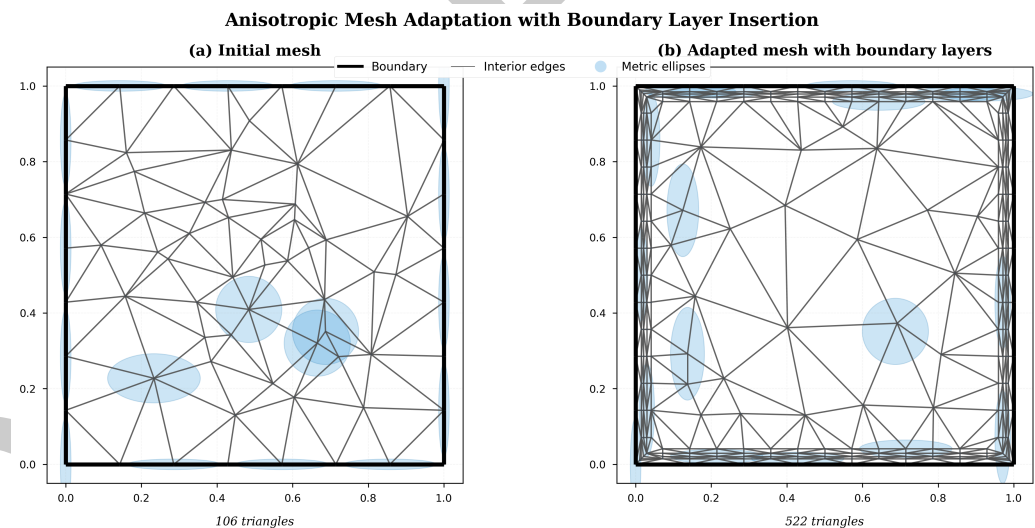 Anisotropic Mesh Adaptation with Boundary Layer Insertion
(a) Initial mesh
(b) Adapted mesh with boundary layers
Boundary
Interior edges
Metric ellipses
1.0
0.8
0.6
0.4
0.2
0.0
0.0 0.2 0.4 0.6 0.8 1.0
106 triangles
1.0
0.8
0.6
0.4
0.2
0.0
0.0 0.2 0.4 0.6 0.8 1.0
522 triangles